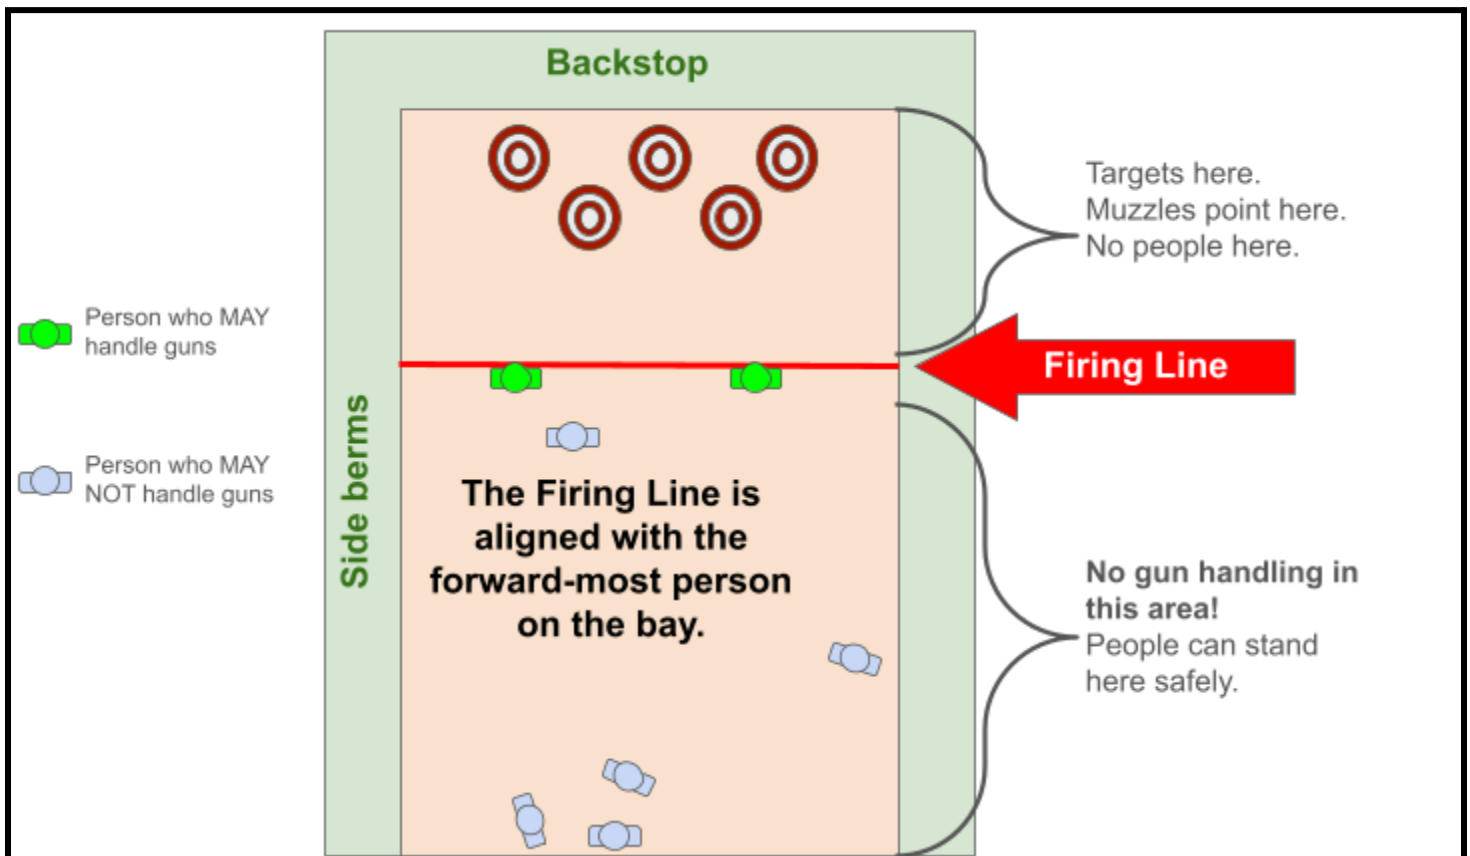 Backstop
Targets here.
Muzzles point here.
No people here.
Person who MAY
handle guns
Firing Line
Side berms
Person who MAY
NOT handle guns
The Firing Line is
aligned with the
forward-most person
on the bay.
No gun handling in
this area!
People can stand
here safely.